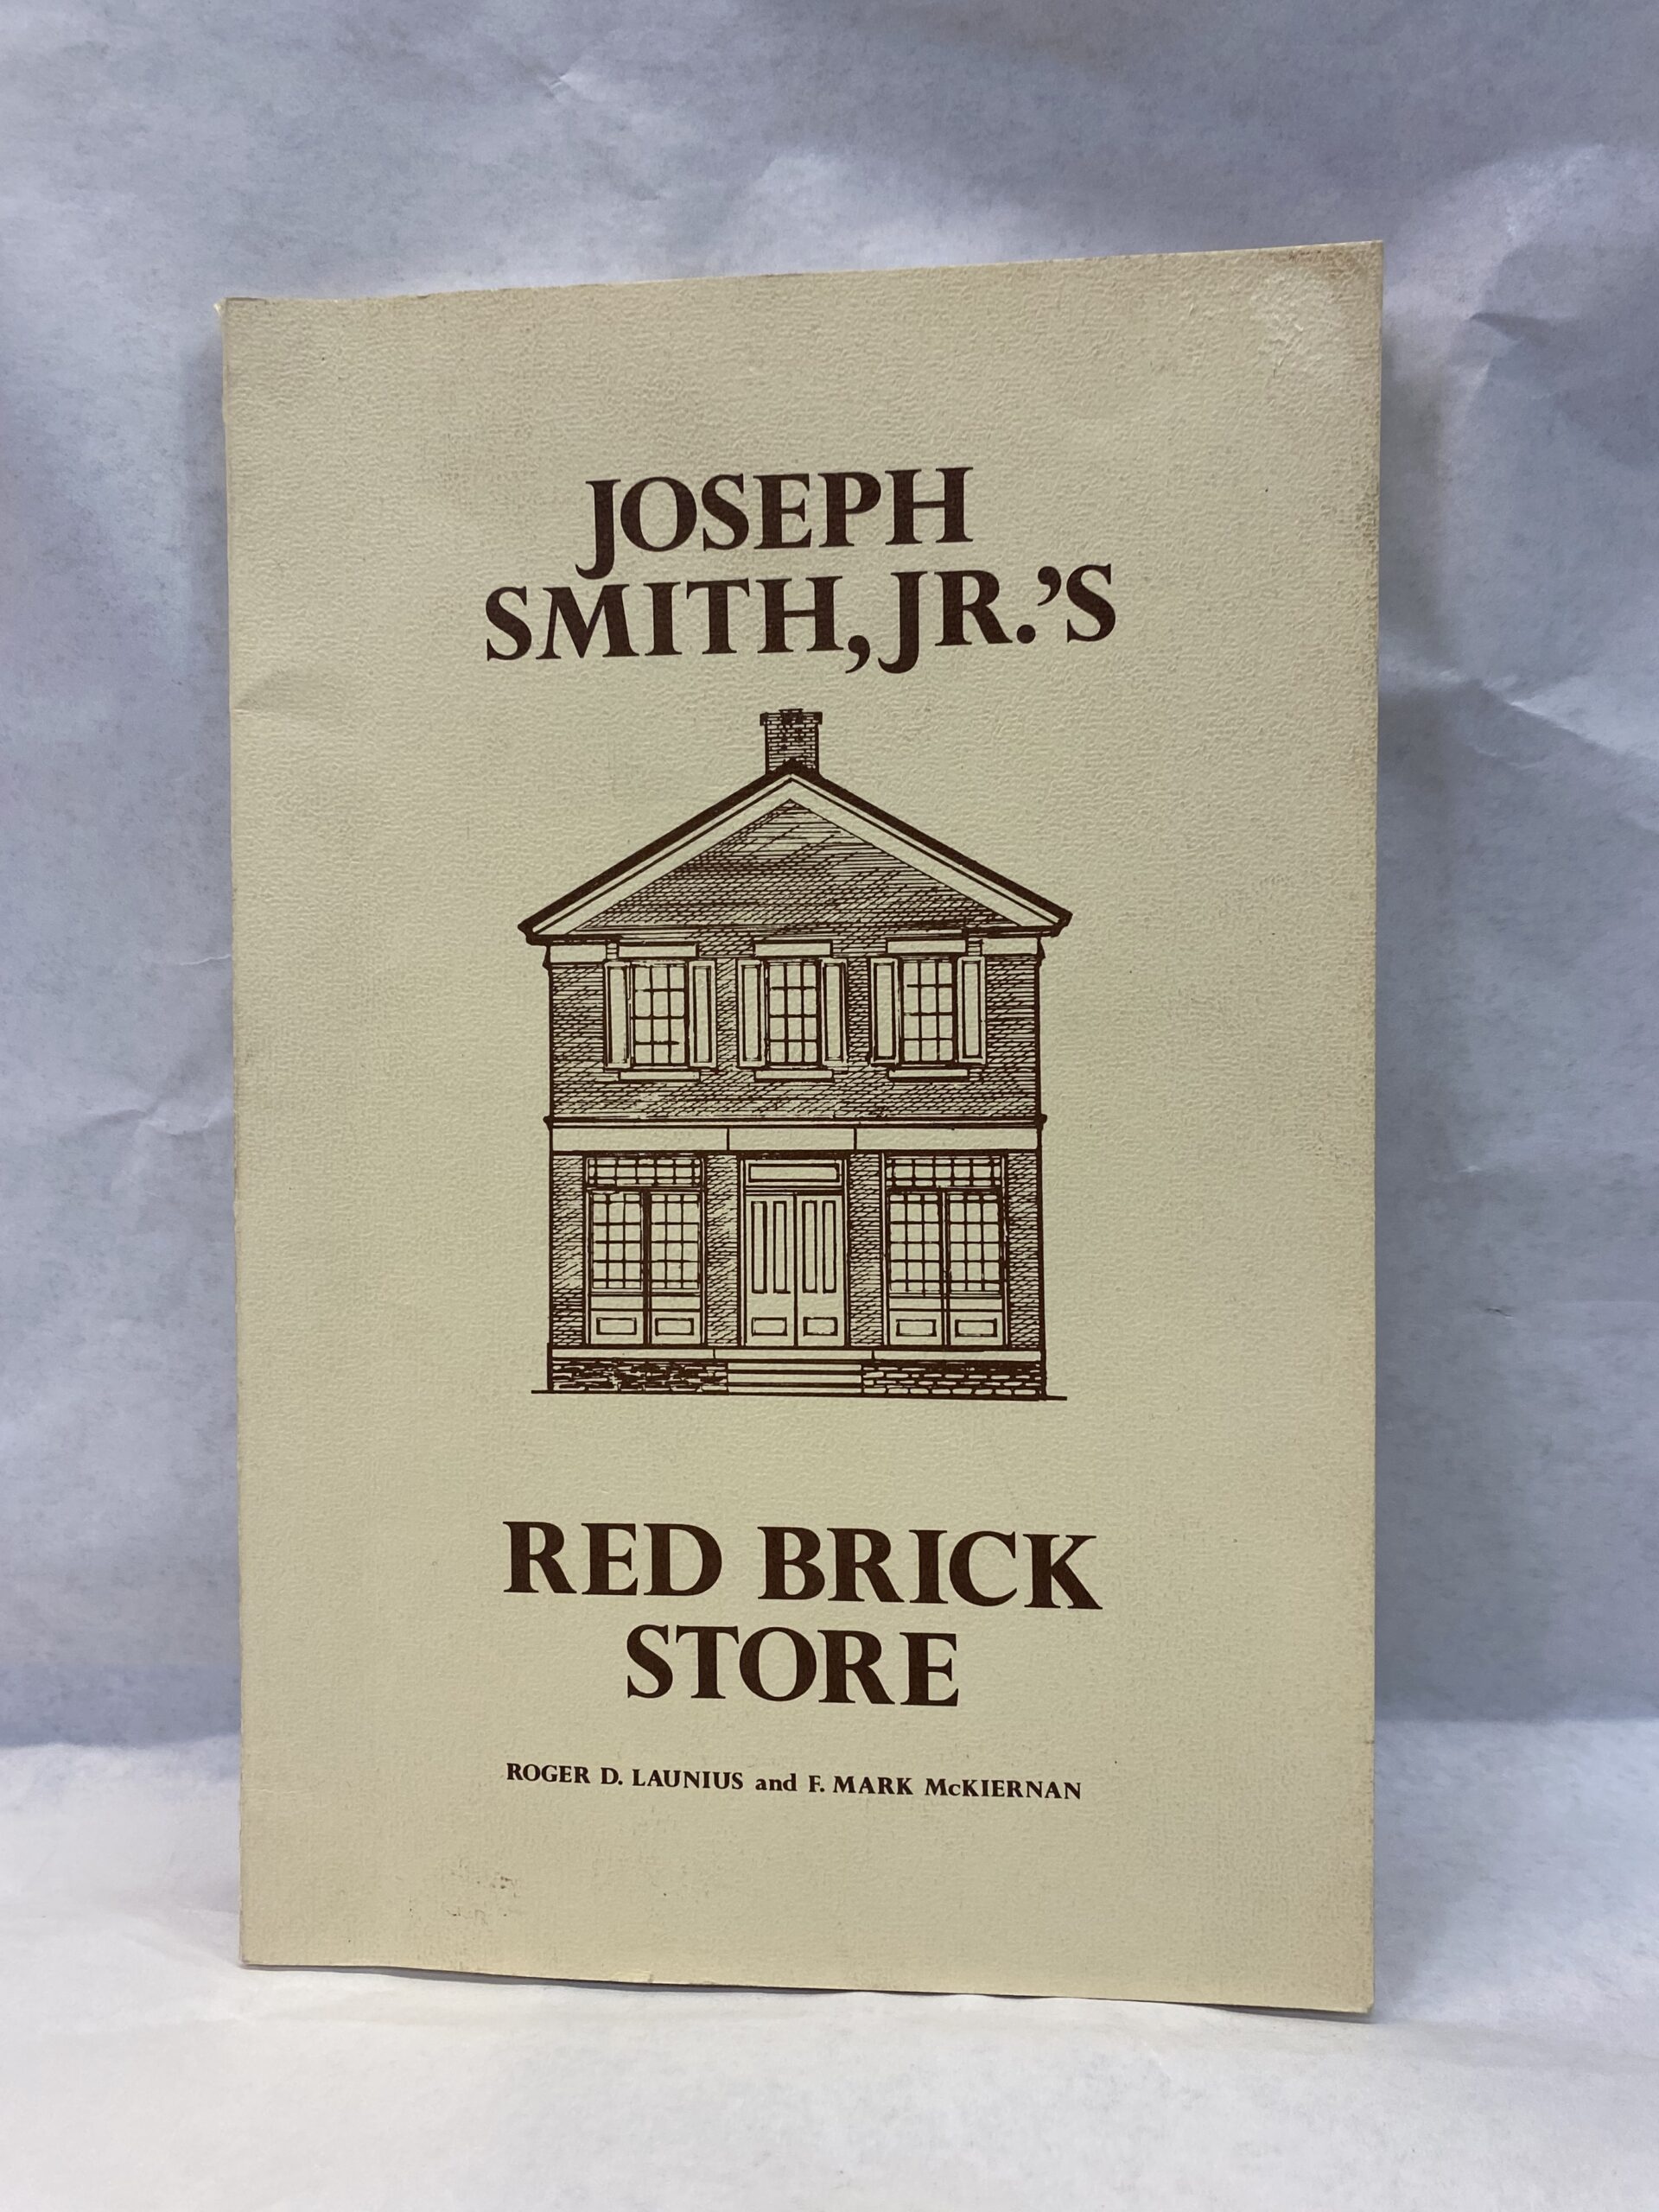 JOSEPH
SMITH, JR.'S
RED BRICK
STORE
ROGER D. LAUNIUS and F. MARK McKIERNAN